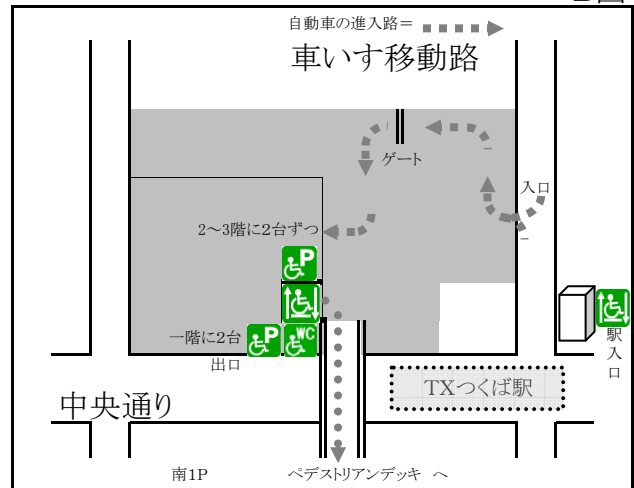 自動車の進入路＝
車いす移動路
ゲート
入口
2～3階に2台ずつ
P
一階に2台
P
WC
出口
駅入口
中央通り
TXつくば駅
南1P
ペデストリアンデッキ へ